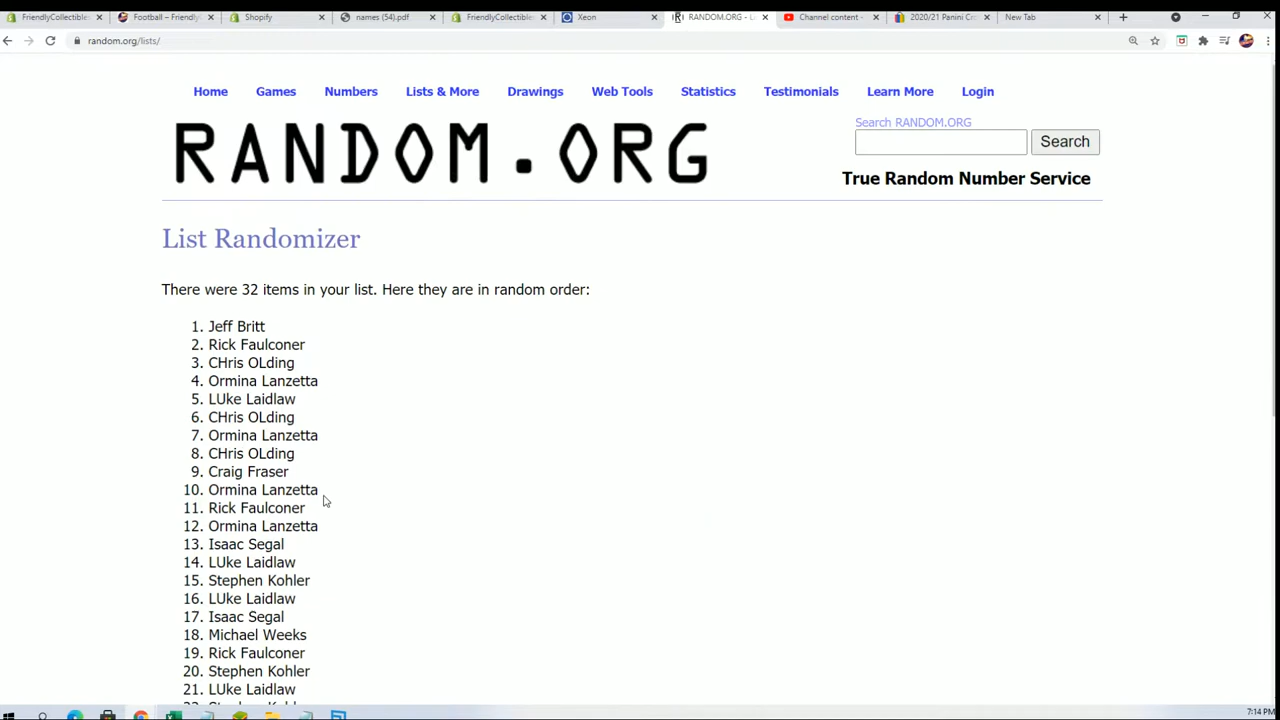 FriendlyCollectible
Football – Friendly
Shopify
names (54).pdf
FriendlyCollectible
Xeon
RANDOM.ORG - L
Channel content -
2020/21 Panini Cr
New Tab
random.org/lists/
Home
Games
Numbers
Lists & More
Drawings
Web Tools
Statistics
Testimonials
Learn More
Login
RANDOM.ORG
Search RANDOM.ORG
Search
True Random Number Service
List Randomizer
There were 32 items in your list. Here they are in random order:
1. Jeff Britt
2. Rick Faulconer
3. CHris OLding
4. Ormina Lanzetta
5. LUke Laidlaw
6. CHris OLding
7. Ormina Lanzetta
8. CHris OLding
9. Craig Fraser
10. Ormina Lanzetta
11. Rick Faulconer
12. Ormina Lanzetta
13. Isaac Segal
14. LUke Laidlaw
15. Stephen Kohler
16. LUke Laidlaw
17. Isaac Segal
18. Michael Weeks
19. Rick Faulconer
20. Stephen Kohler
21. LUke Laidlaw
7:14 PM